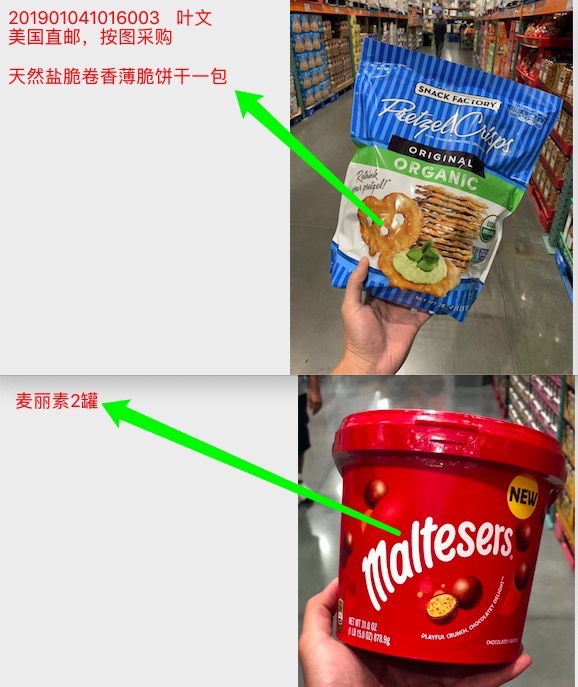 201901041016003 叶文
美国直邮，按图采购
天然盐脆卷香薄脆饼干一包
SNACK FACTORY
Pretzel Crisps
ORIGINAL
ORGANIC
"Rethink
your pretzel!"
麦丽素2罐
NEW
maltesers
NET WT 31.0 OZ
(1 LB 15.0 OZ) 878.9g
PLAYFUL CRUNCH, CHOCOLATEY DELIGHT™